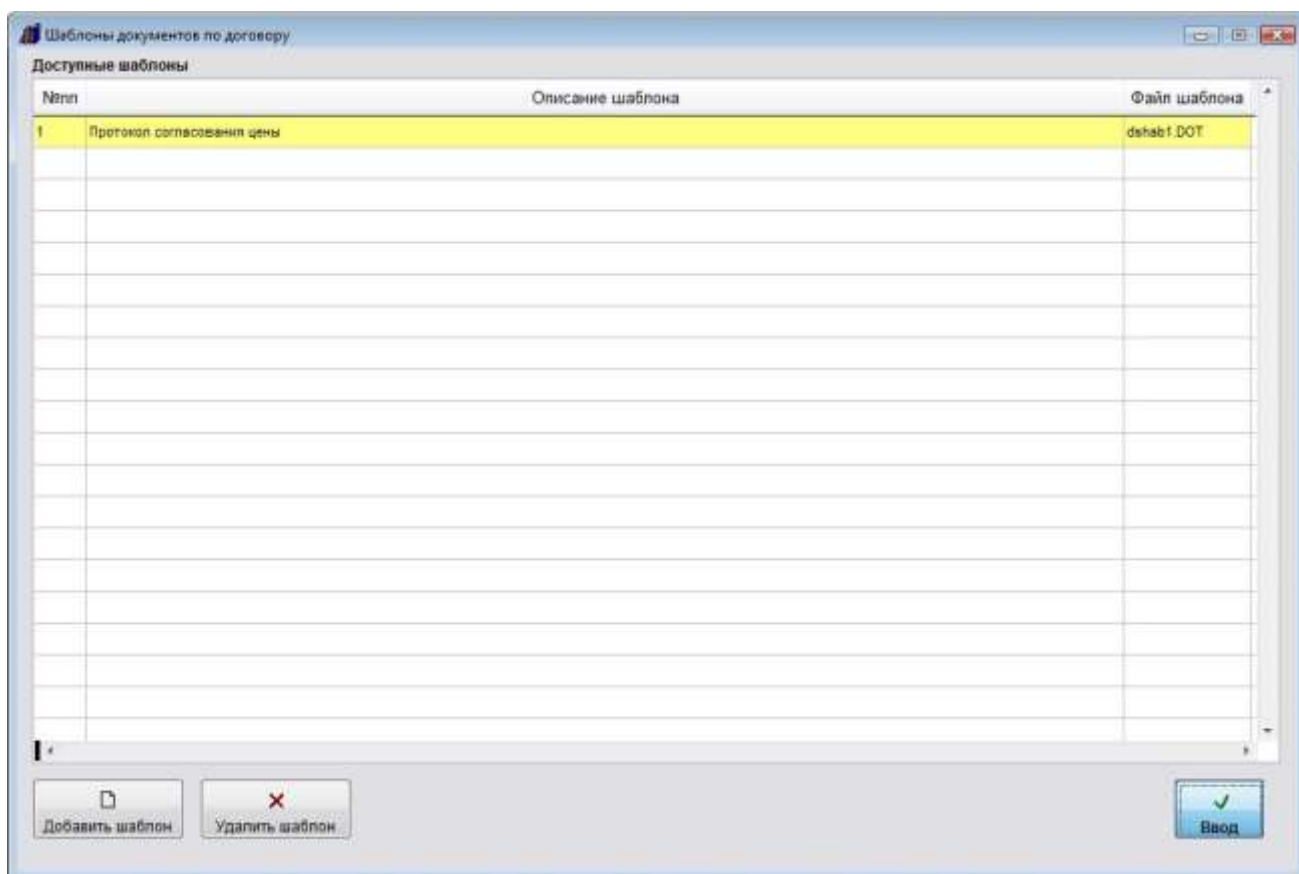 Шаблоны документов по договору
Доступные шаблоны
№пп Описание шаблона Файл шаблона
1 Протокол согласования цены dshab1.DOT
Добавить шаблон Удалить шаблон Ввод